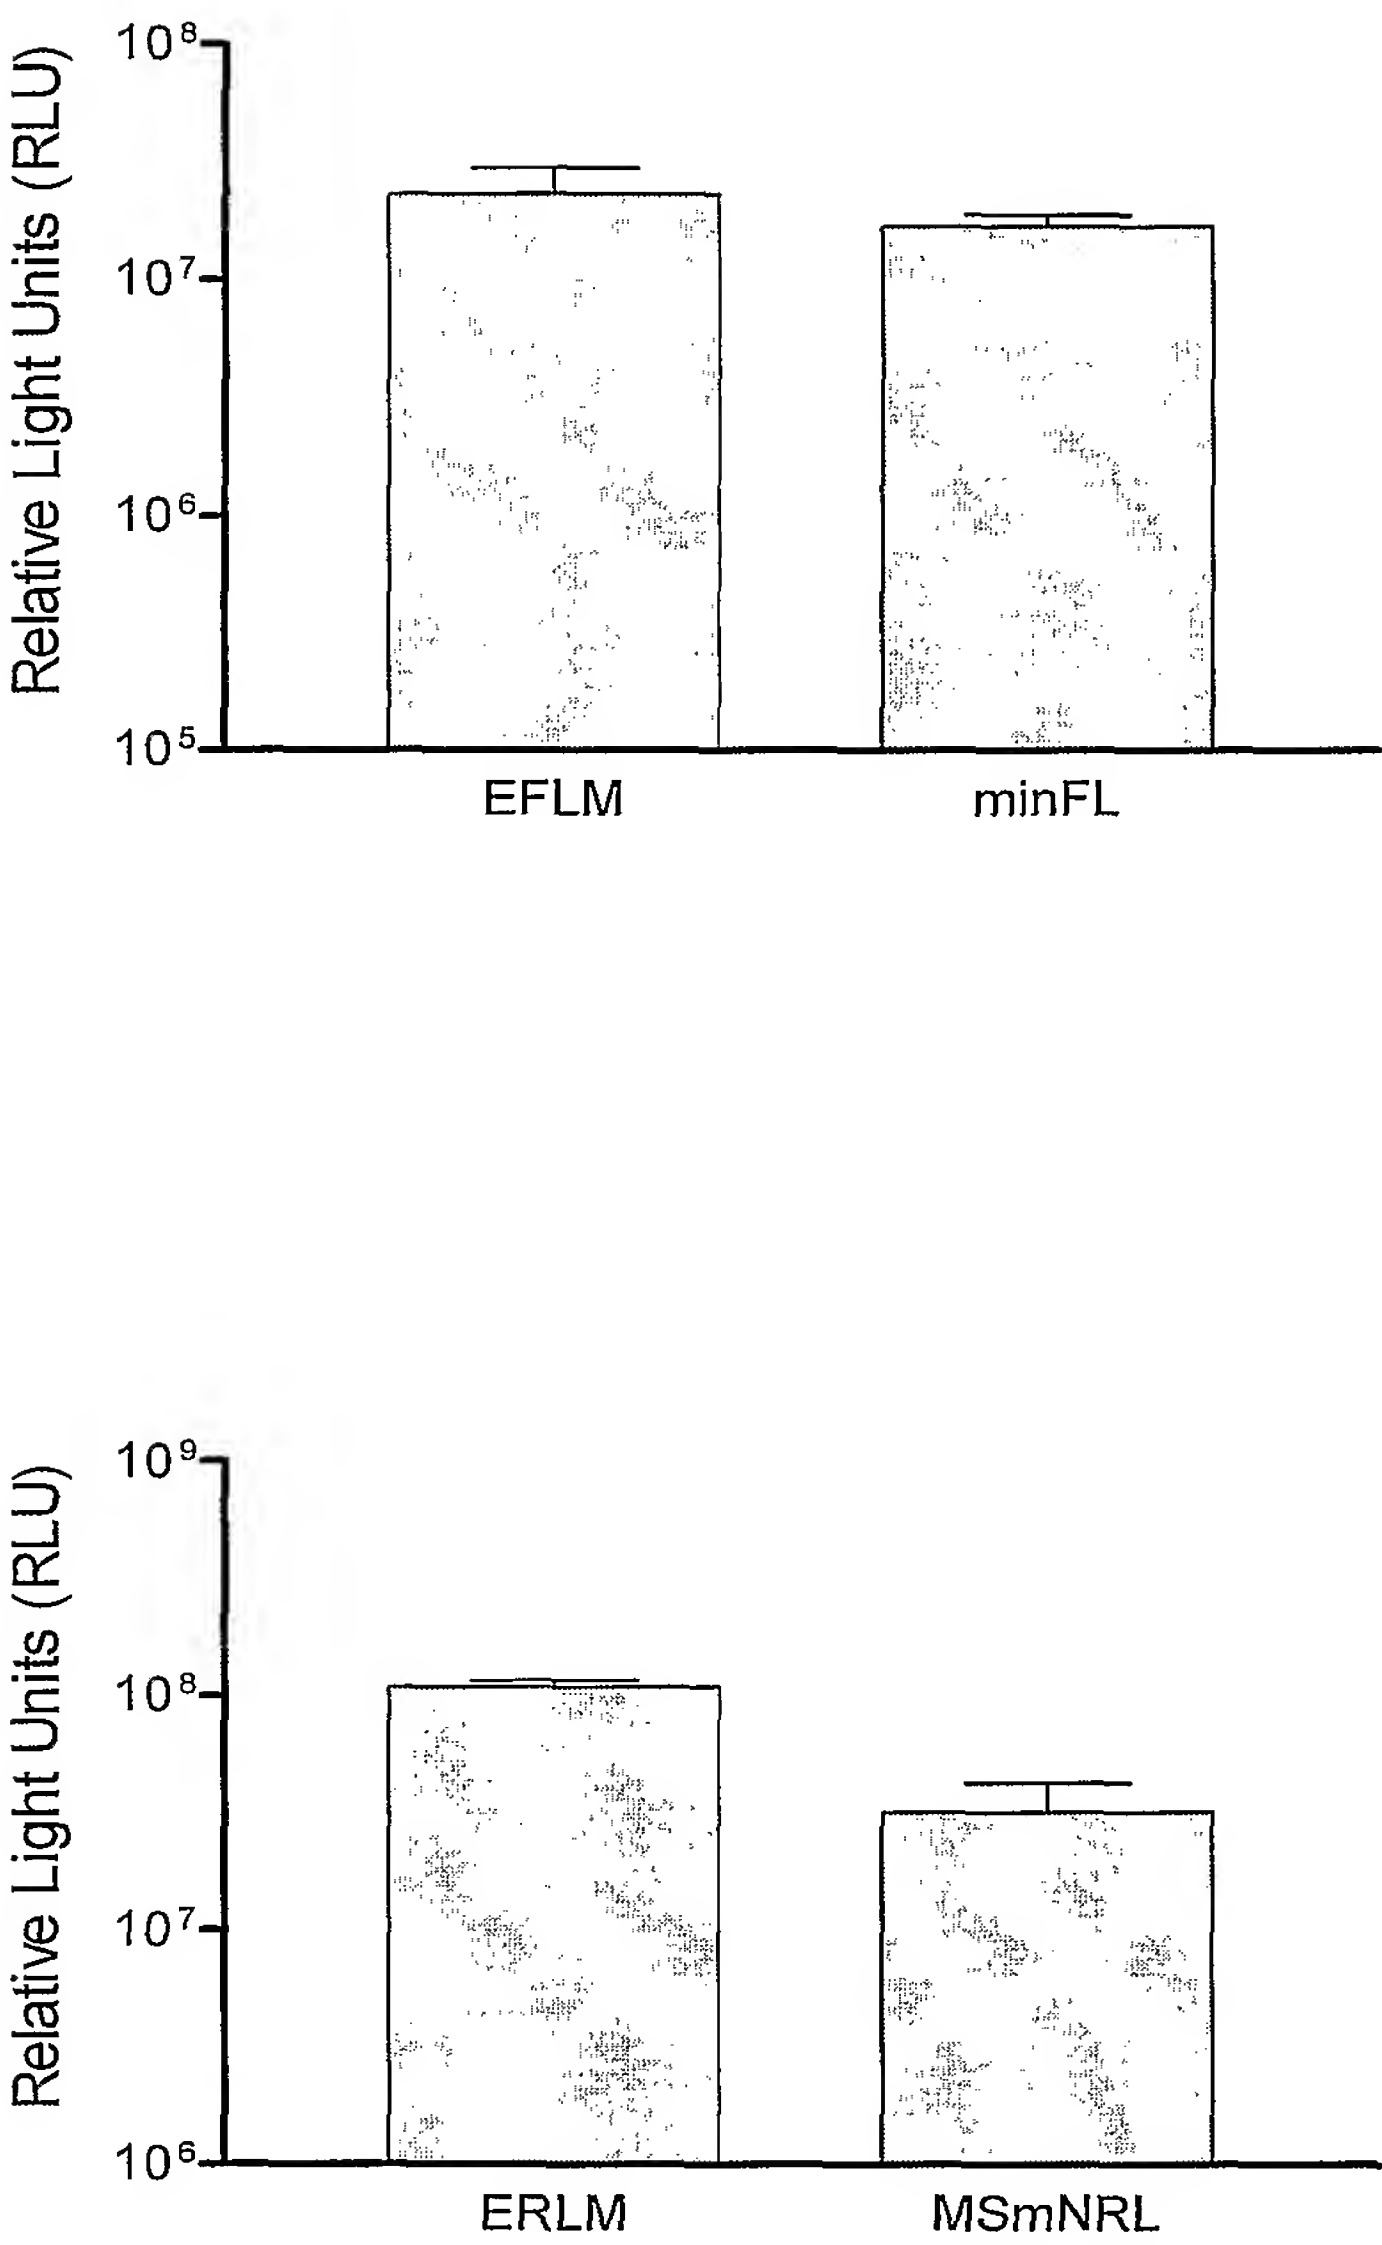 Relative Light Units (RLU)
10⁸
10⁷
10⁶
10⁵
EFLM minFL
Relative Light Units (RLU)
10⁹
10⁸
10⁷
10⁶
ERLM MSmNRL